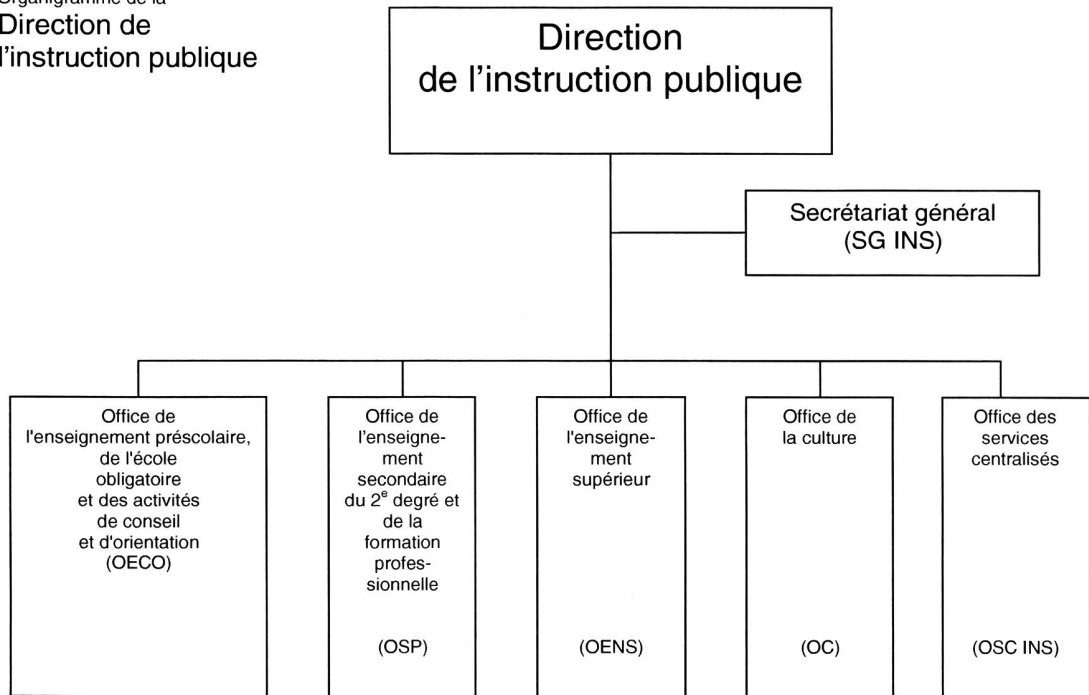 Organigramme de la
Direction de
l'instruction publique
Direction
de l'instruction publique
Secrétariat général
(SG INS)
Office de
l'enseignement préscolaire,
de l'école
obligatoire
et des activités
de conseil
et d'orientation
(OECO)
Office de
l'enseigne-
ment
secondaire
du 2e degré et
de la
formation
profes-
sionnelle
(OSP)
Office de
l'enseigne-
ment
supérieur
(OENS)
Office de
la culture
(OC)
Office des
services
centralisés
(OSC INS)